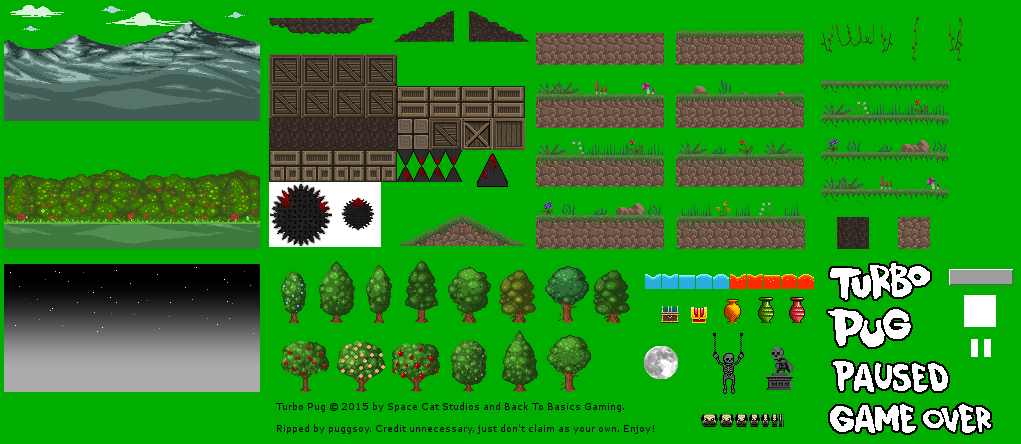 TURBO
PUG
PAUSED
GAME OVER
Turbo Pug © 2015 by Space Cat Studios and Back To Basics Gaming.
Ripped by puggsoy. Credit unnecessary, just don't claim as your own. Enjoy!